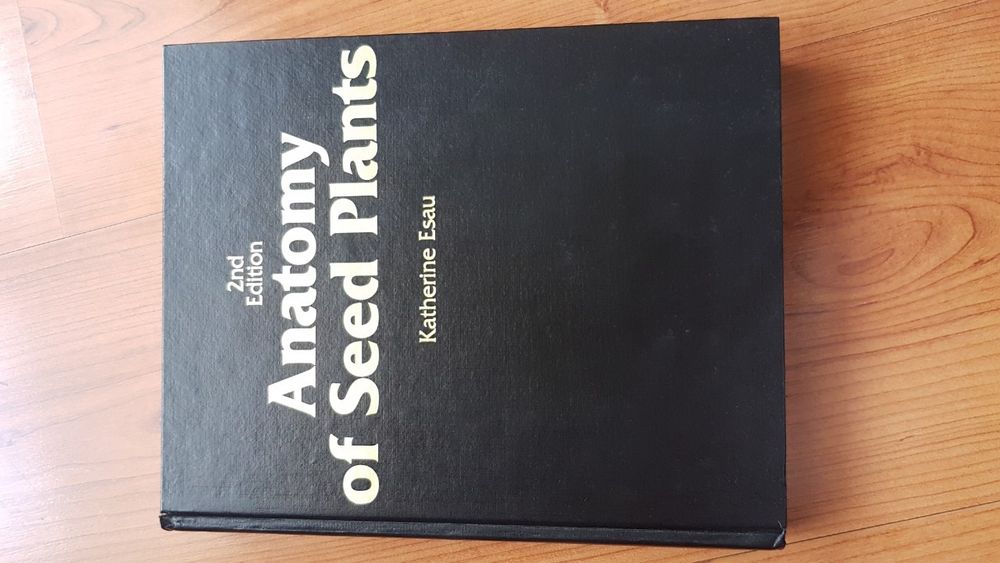 2nd
Edition
Anatomy
of Seed Plants
Katherine Esau